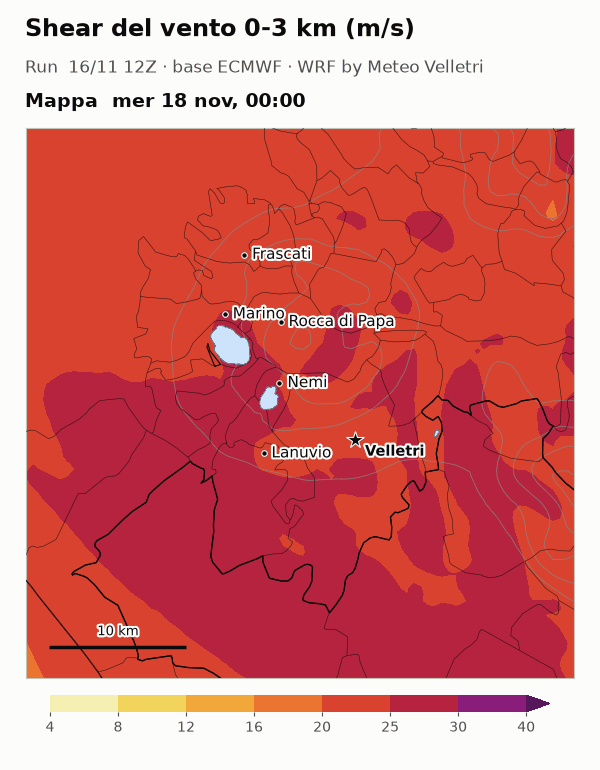 Shear del vento 0-3 km (m/s)
Run  16/11 12Z · base ECMWF · WRF by Meteo Velletri
Mappa  mer 18 nov, 00:00
Frascati
Marino
Rocca di Papa
Nemi
Velletri
Lanuvio
10 km
4 8 12 16 20 25 30 40